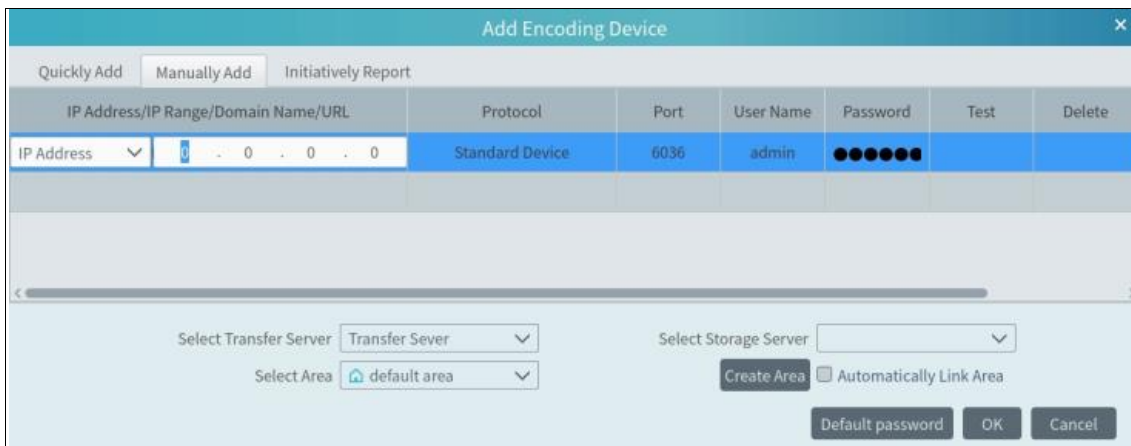 Add Encoding Device
Quickly Add Manually Add Initiatively Report
IP Address/IP Range/Domain Name/URL Protocol Port User Name Password Test Delete
IP Address 0 . 0 . 0 . 0 Standard Device 6036 admin ●●●●●●
Select Transfer Server Transfer Sever Select Storage Server
Select Area default area Create Area Automatically Link Area
Default password OK Cancel